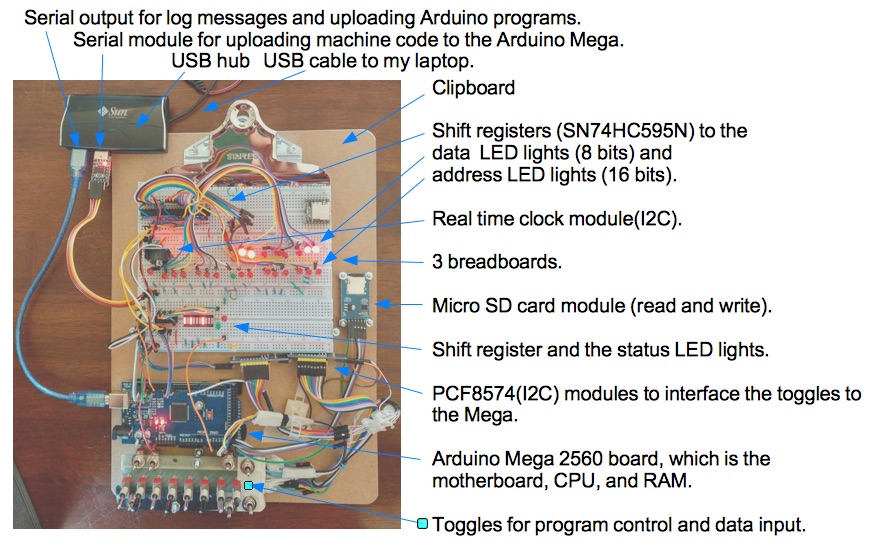 Serial output for log messages and uploading Arduino programs.
Serial module for uploading machine code to the Arduino Mega.
USB hub USB cable to my laptop.
Clipboard
Sun
STAPLES
Shift registers (SN74HC595N) to the
data LED lights (8 bits) and
address LED lights (16 bits).
Real time clock module(I2C).
3 breadboards.
Micro SD card module (read and write).
Shift register and the status LED lights.
PCF8574(I2C) modules to interface the toggles to
the Mega.
Arduino Mega 2560 board, which is the
motherboard, CPU, and RAM.
Toggles for program control and data input.